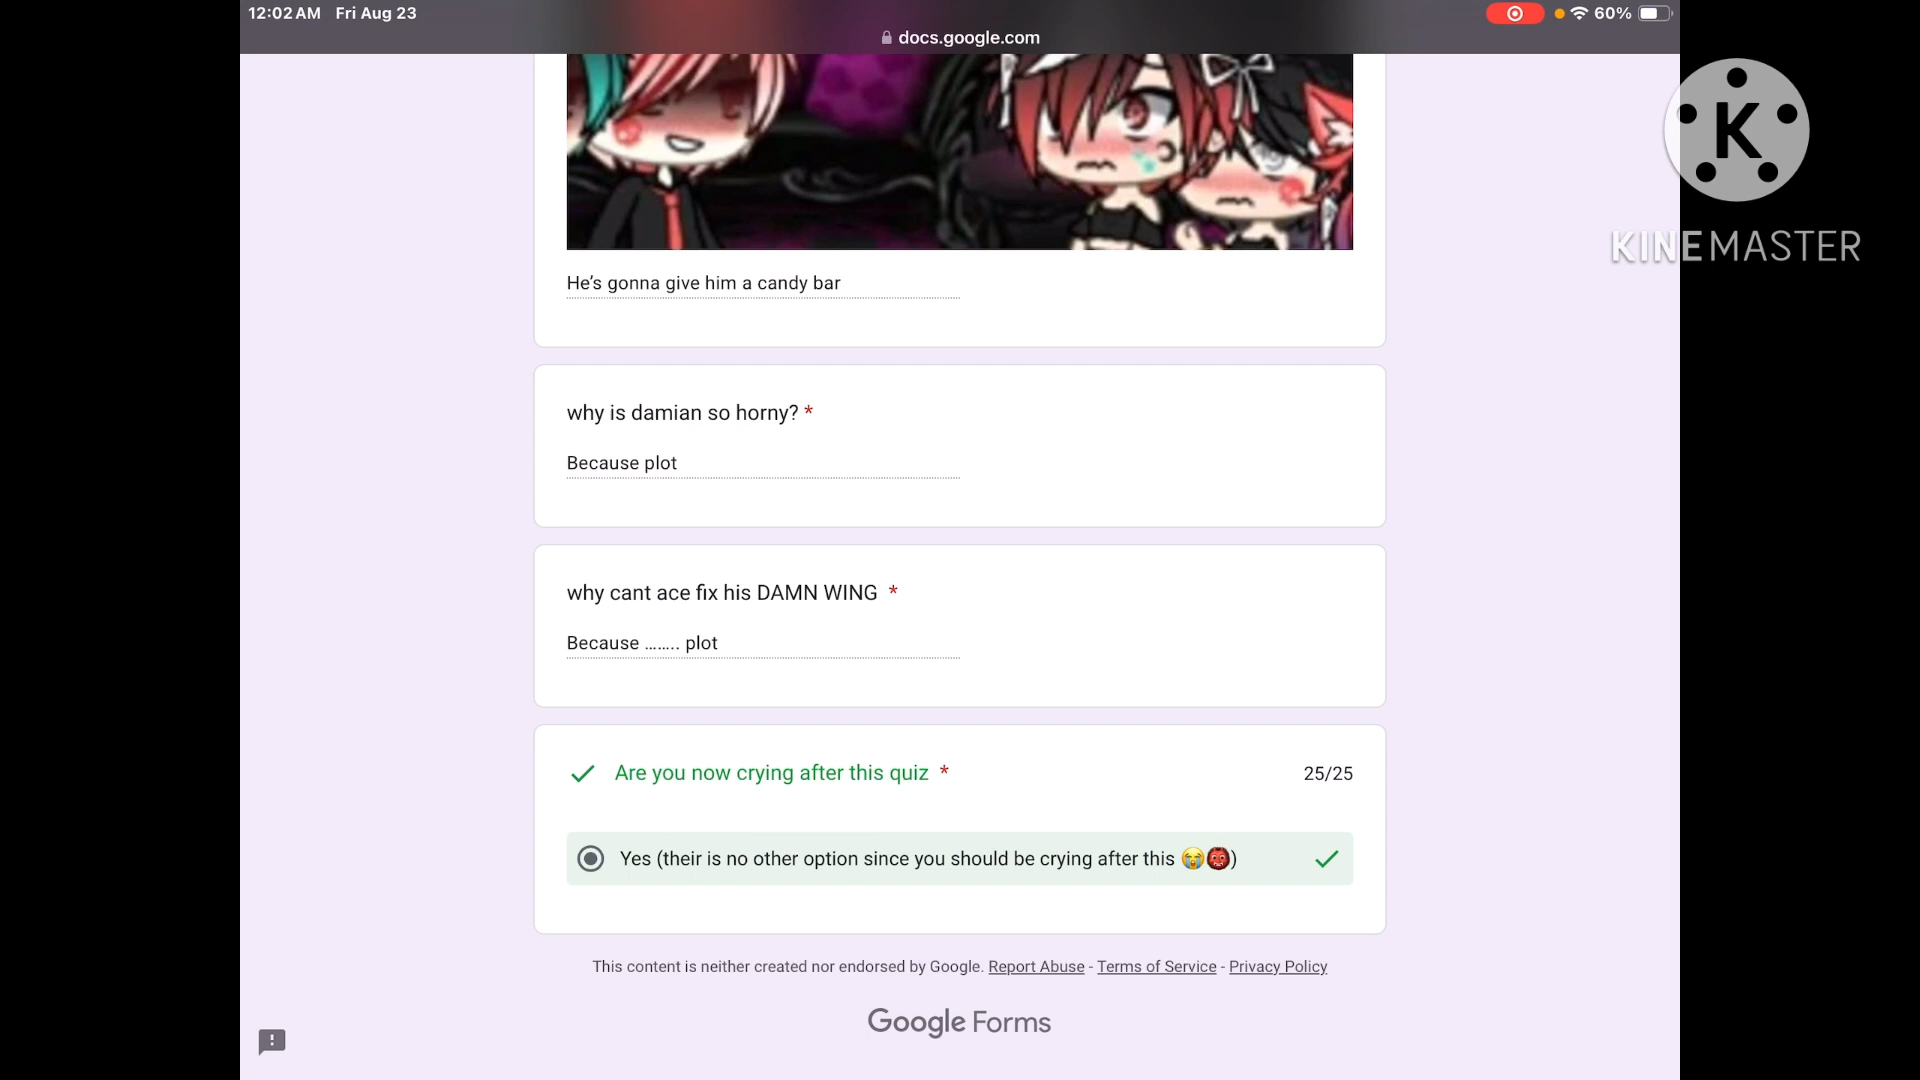 12:02 AM Fri Aug 23
60%
docs.google.com
K
KINEMASTER
He's gonna give him a candy bar
why is damian so horny? *
Because plot
why cant ace fix his DAMN WING *
Because ........ plot
Are you now crying after this quiz * 25/25
Yes (their is no other option since you should be crying after this 😭👹)
This content is neither created nor endorsed by Google. Report Abuse - Terms of Service - Privacy Policy
Google Forms